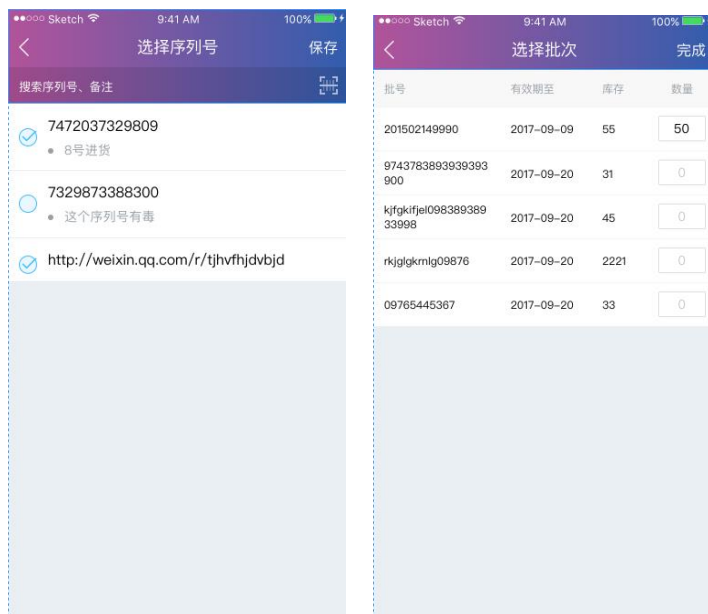 Sketch 9:41 AM 100%
选择序列号 保存
搜索序列号、备注
7472037329809
8号进货
7329873388300
这个序列号有毒
http://weixin.qq.com/r/tjhvfhjdvbjd
Sketch 9:41 AM 100%
选择批次 完成
批号 有效期至 库存 数量
201502149990 2017-09-09 55 50
9743783893939393
900 2017-09-20 31 0
kjfgkifjel098389389
33998 2017-09-20 45 0
rkjglgkmlg09876 2017-09-20 2221 0
09765445367 2017-09-20 33 0